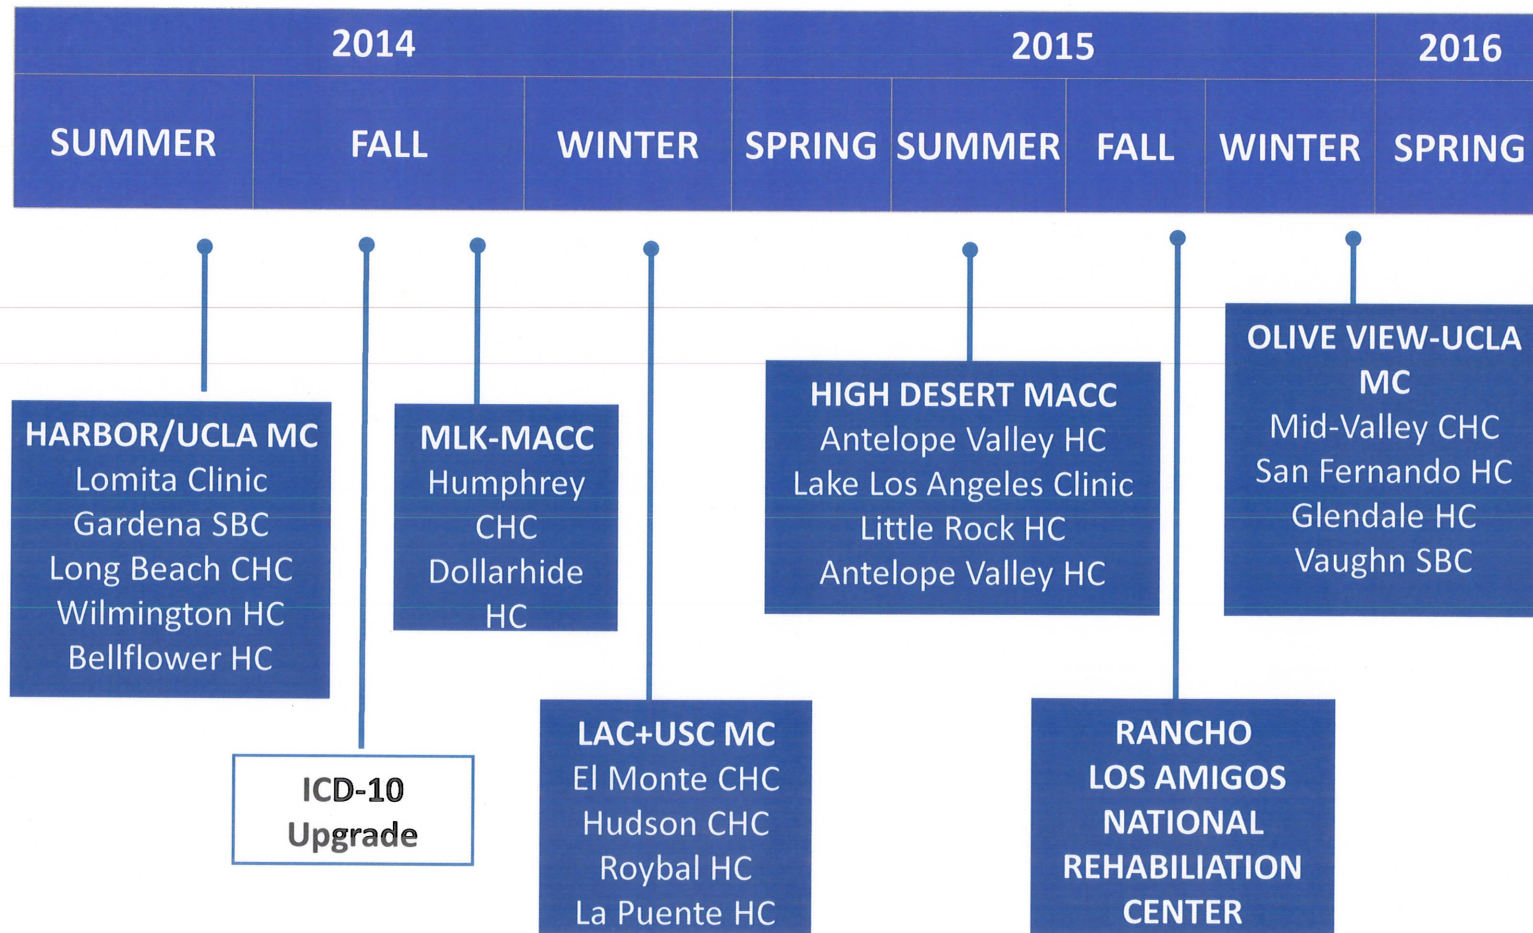 2014
2015
2016
SUMMER
FALL
WINTER
SPRING
SUMMER
FALL
WINTER
SPRING
HARBOR/UCLA MC
Lomita Clinic
Gardena SBC
Long Beach CHC
Wilmington HC
Bellflower HC
ICD-10
Upgrade
MLK-MACC
Humphrey
CHC
Dollarhide
HC
LAC+USC MC
El Monte CHC
Hudson CHC
Roybal HC
La Puente HC
HIGH DESERT MACC
Antelope Valley HC
Lake Los Angeles Clinic
Little Rock HC
Antelope Valley HC
RANCHO
LOS AMIGOS
NATIONAL
REHABILIATION
CENTER
OLIVE VIEW-UCLA
MC
Mid-Valley CHC
San Fernando HC
Glendale HC
Vaughn SBC